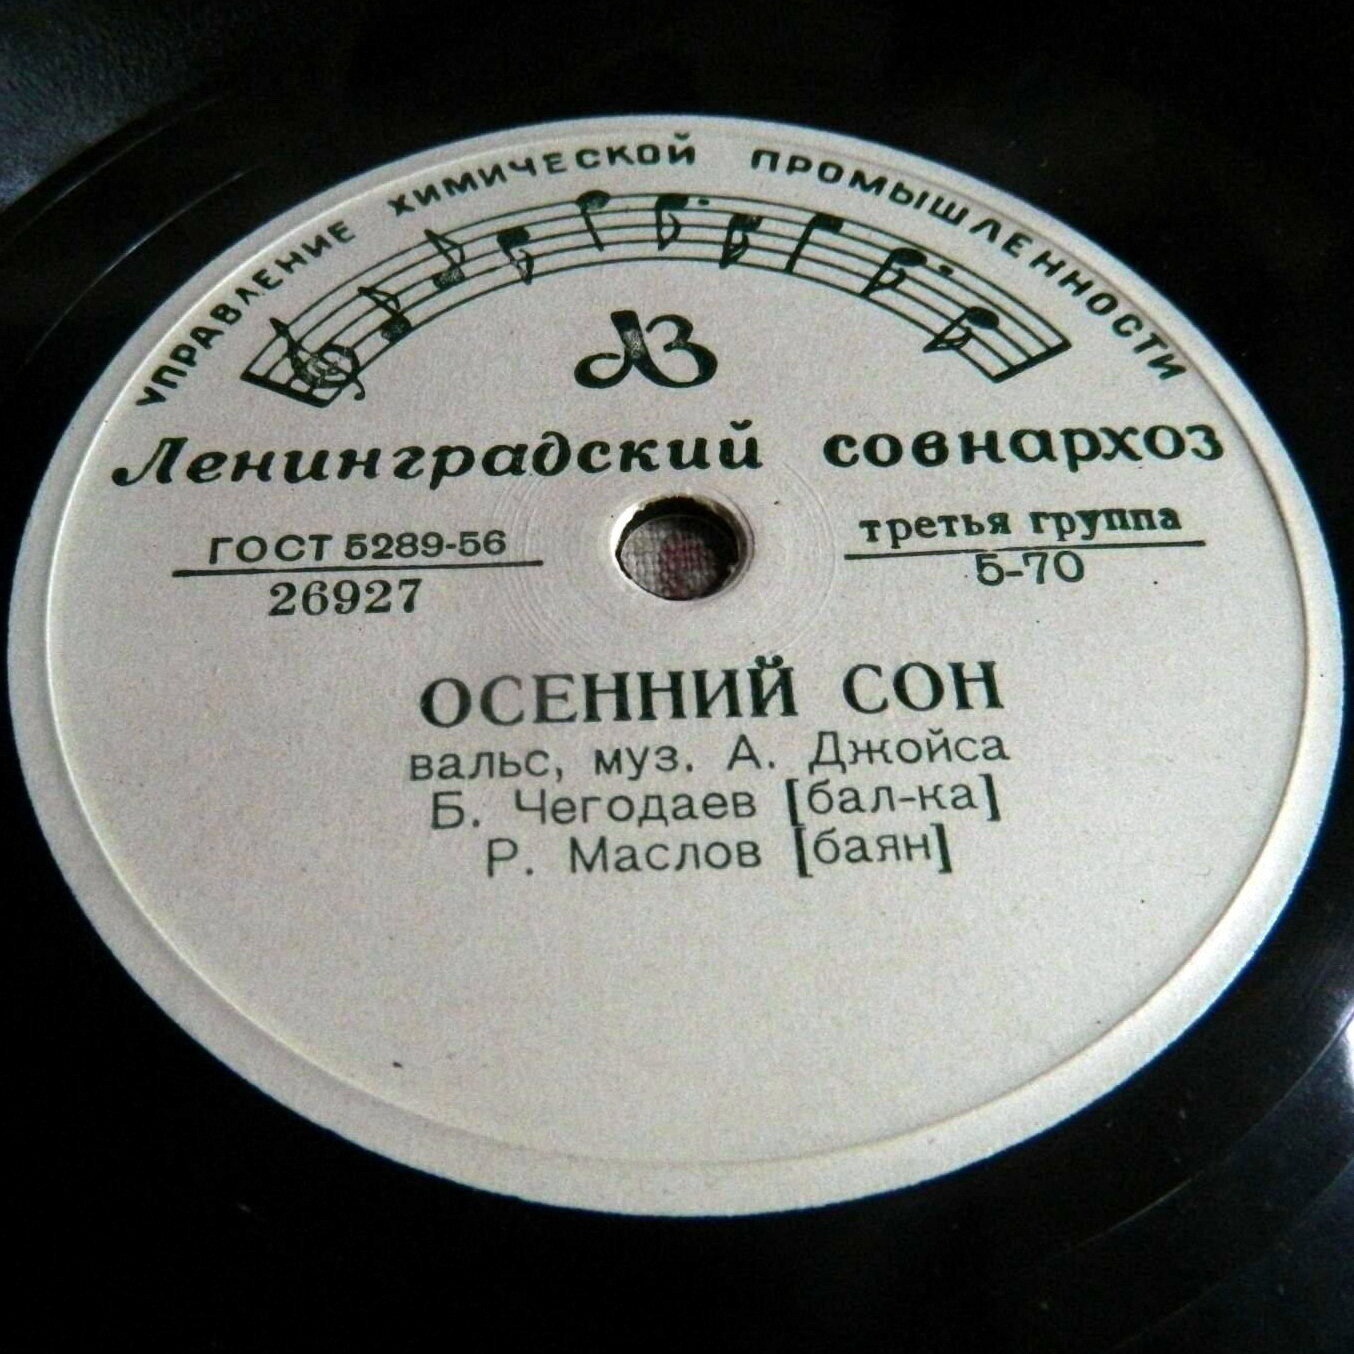 УПРАВЛЕНИЕ ХИМИЧЕСКОЙ ПРОМЫШЛЕННОСТИ
ЛЗ
Ленинградский совнархоз
ГОСТ 5289-56
26927
третья группа
5-70
ОСЕННИЙ СОН
вальс, муз. А. Джойса
Б. Чегодаев [бал-ка]
Р. Маслов [баян]